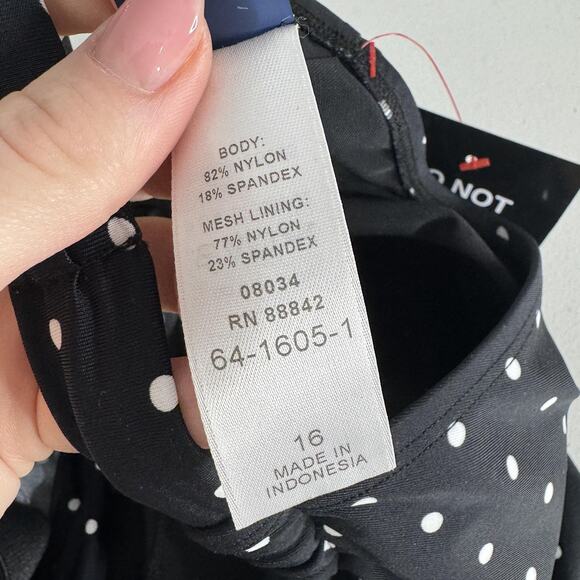 BODY:
82% NYLON
18% SPANDEX
MESH LINING:
77% NYLON
23% SPANDEX
08034
RN 88842
64-1605-1
16
MADE IN
INDONESIA
NOT